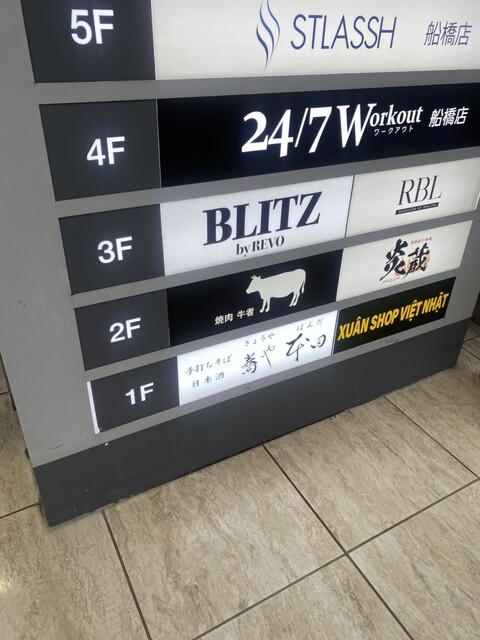 5F
STLASSH 船橋店
4F
24/7 Workout 船橋店
ワークアウト
3F
BLITZ
by REVO
RBL
2F
焼肉 牛者
炎蔵
1F
手打ちそば
日本酒
きょうや ほんだ
蕎や 本田
XUÂN SHOP VIỆT NHẬT